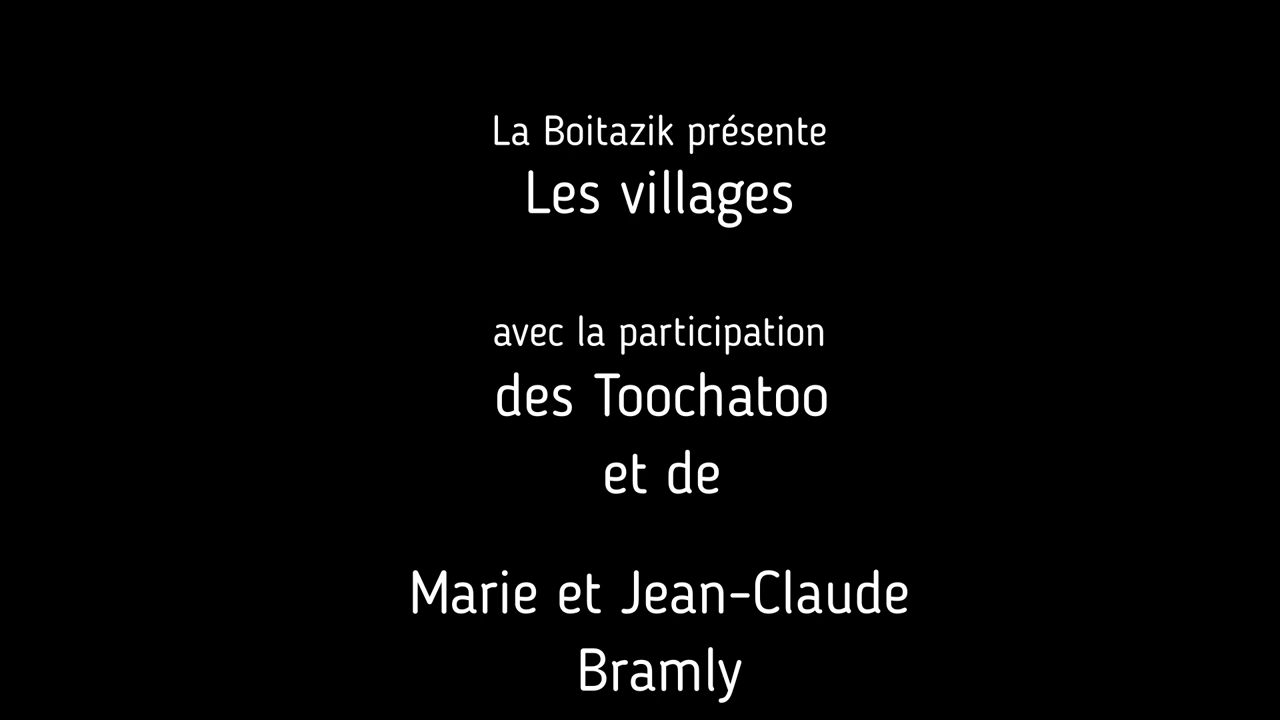 La Boitazik présente
Les villages
avec la participation
des Toochatoo
et de
Marie et Jean-Claude
Bramly